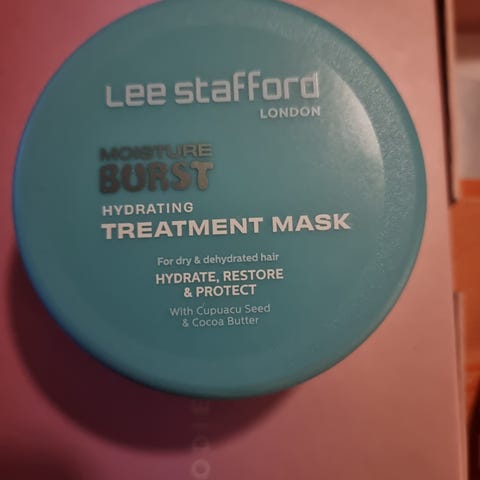 Lee Stafford
LONDON
MOISTURE
BURST
HYDRATING
TREATMENT MASK
For dry & dehydrated hair
HYDRATE, RESTORE
& PROTECT
With Cupuacu Seed
& Cocoa Butter